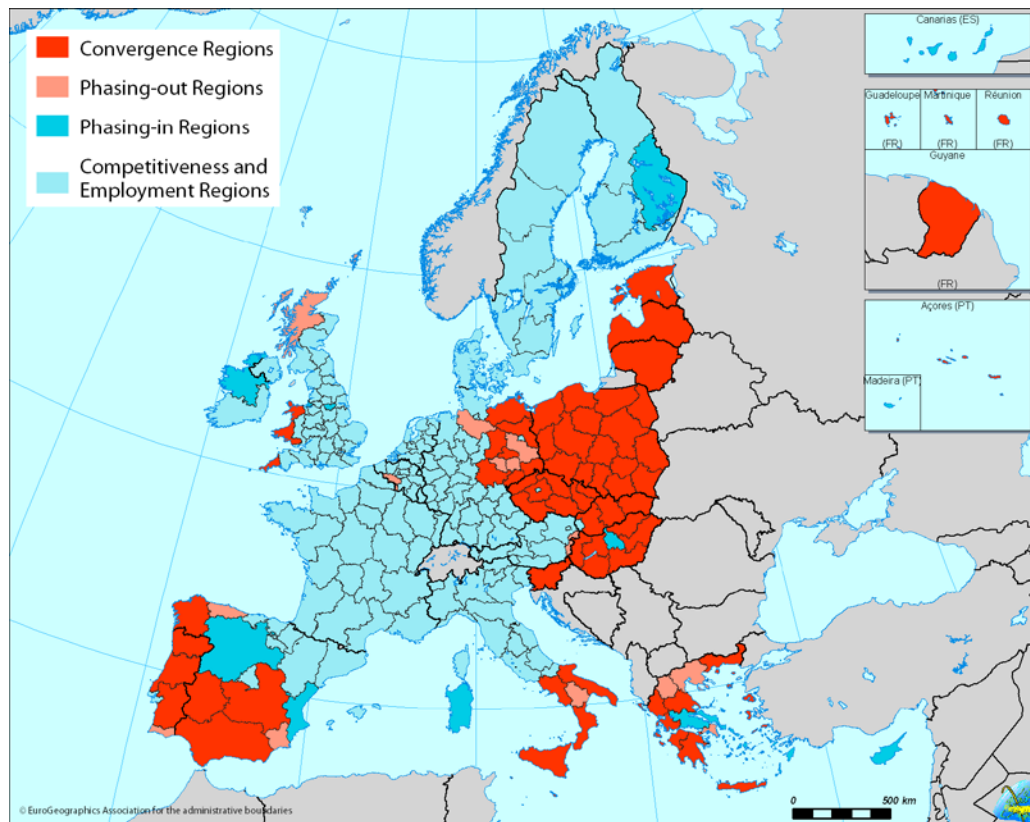 Convergence Regions
Phasing-out Regions
Phasing-in Regions
Competitiveness and
Employment Regions
Canarias (ES)
Guadeloupe
Martinique
Réunion
(FR)
(FR)
(FR)
Guyane
(FR)
Açores (PT)
Madeira (PT)
© EuroGeographics Association for the administrative boundaries
0
500 km